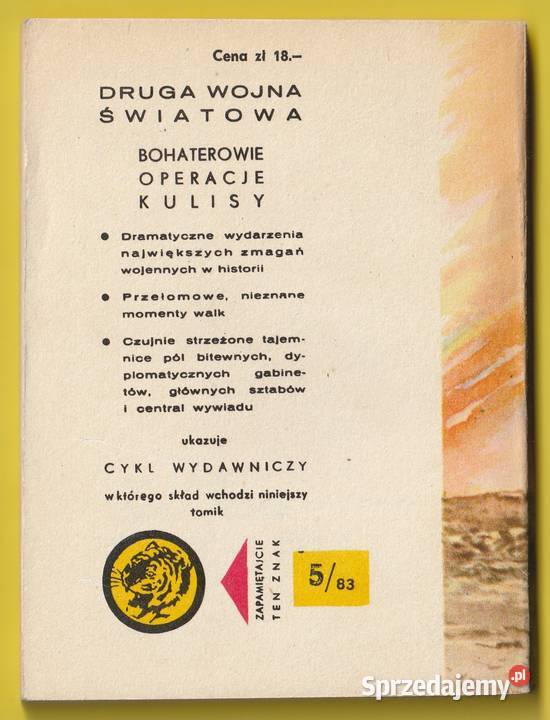 Cena zł 18.—
DRUGA WOJNA
ŚWIATOWA
BOHATEROWIE
OPERACJE
KULISY
● Dramatyczne wydarzenia
największych zmagań
wojennych w historii
● Przełomowe, nieznane
momenty walk
● Czujnie strzeżone tajem-
nice pól bitewnych, dy-
plomatycznych gabine-
tów, głównych sztabów
i central wywiadu
ukazuje
CYKL WYDAWNICZY
w którego skład wchodzi niniejszy
tomik
ZAPAMIĘTAJCIE
TEN ZNAK
5/83
Sprzedajemy.pl